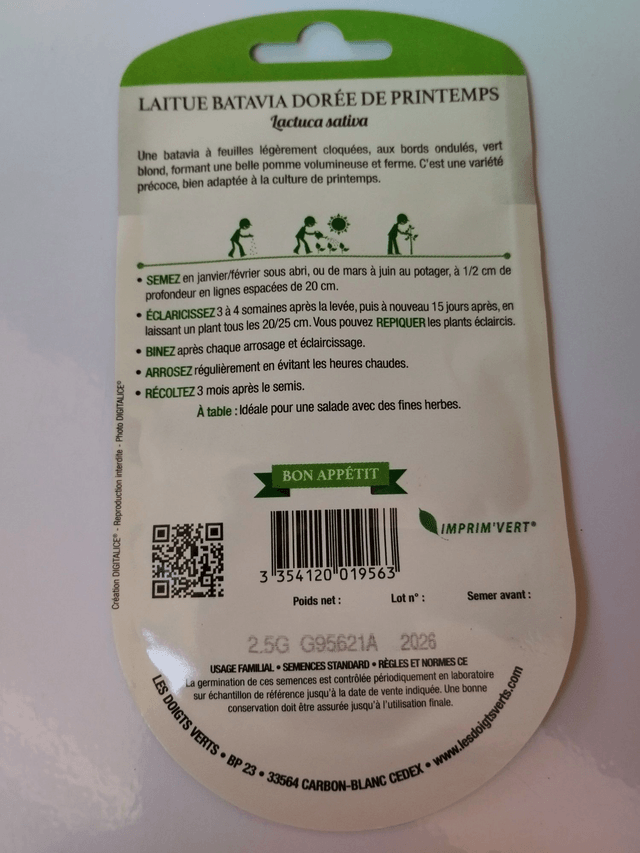 LAITUE BATAVIA DORÉE DE PRINTEMPS
Lactuca sativa
Une batavia à feuilles légèrement cloquées, aux bords ondulés, vert
blond, formant une belle pomme volumineuse et ferme. C'est une variété
précoce, bien adaptée à la culture de printemps.
• SEMEZ en janvier/février sous abri, ou de mars à juin au potager, à 1/2 cm de
profondeur en lignes espacées de 20 cm.
• ÉCLARICISSEZ 3 à 4 semaines après la levée, puis à nouveau 15 jours après, en
laissant un plant tous les 20/25 cm. Vous pouvez REPIQUER les plants éclaircis.
• BINEZ après chaque arrosage et éclaircissage.
• ARROSEZ régulièrement en évitant les heures chaudes.
• RÉCOLTEZ 3 mois après le semis.
À table : Idéale pour une salade avec des fines herbes.
Création DIGITALICE® - Reproduction interdite - Photo DIGITALICE®
BON APPÉTIT
IMPRIM'VERT®
3 354120 019563
Poids net : Lot n° : Semer avant :
2.5G G95621A 2026
USAGE FAMILIAL • SEMENCES STANDARD • RÈGLES ET NORMES CE
La germination de ces semences est contrôlée périodiquement en laboratoire
sur échantillon de référence jusqu'à la date de vente indiquée. Une bonne
conservation doit être assurée jusqu'à l'utilisation finale.
LES DOIGTS VERTS • BP 23 • 33564 CARBON-BLANC CEDEX • www.lesdoigtsverts.com